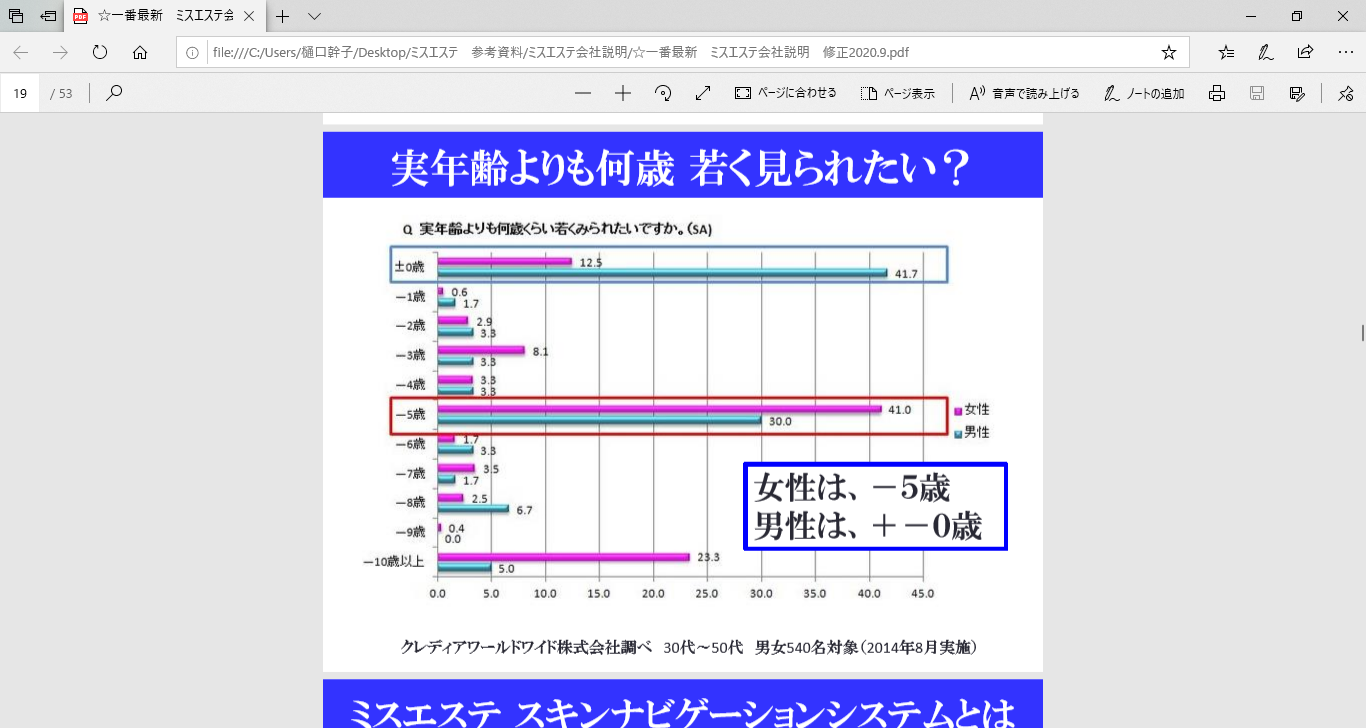 ☆一番最新　ミスエステ会
file:///C:/Users/樋口幹子/Desktop/ミスエステ　参考資料/ミスエステ会社説明/☆一番最新　ミスエステ会社説明　修正2020.9.pdf
19 / 53
ページに合わせる
ページ表示
音声で読み上げる
ノートの追加
実年齢よりも何歳 若く見られたい？
Q 実年齢よりも何歳くらい若くみられたいですか。(SA)
±0歳 12.5 41.7
－1歳 0.6 1.7
－2歳 2.9 3.3
－3歳 8.1 3.3
－4歳 3.3 3.3
－5歳 41.0 30.0
－6歳 1.7 3.3
－7歳 3.5 1.7
－8歳 2.5 6.7
－9歳 0.4 0.0
－10歳以上 23.3 5.0
0.0 5.0 10.0 15.0 20.0 25.0 30.0 35.0 40.0 45.0
女性
男性
女性は、－5歳
男性は、＋－0歳
クレディアワールドワイド株式会社調べ　30代～50代　男女540名対象（2014年8月実施）
ミスエステ スキンナビゲーションシステムとは